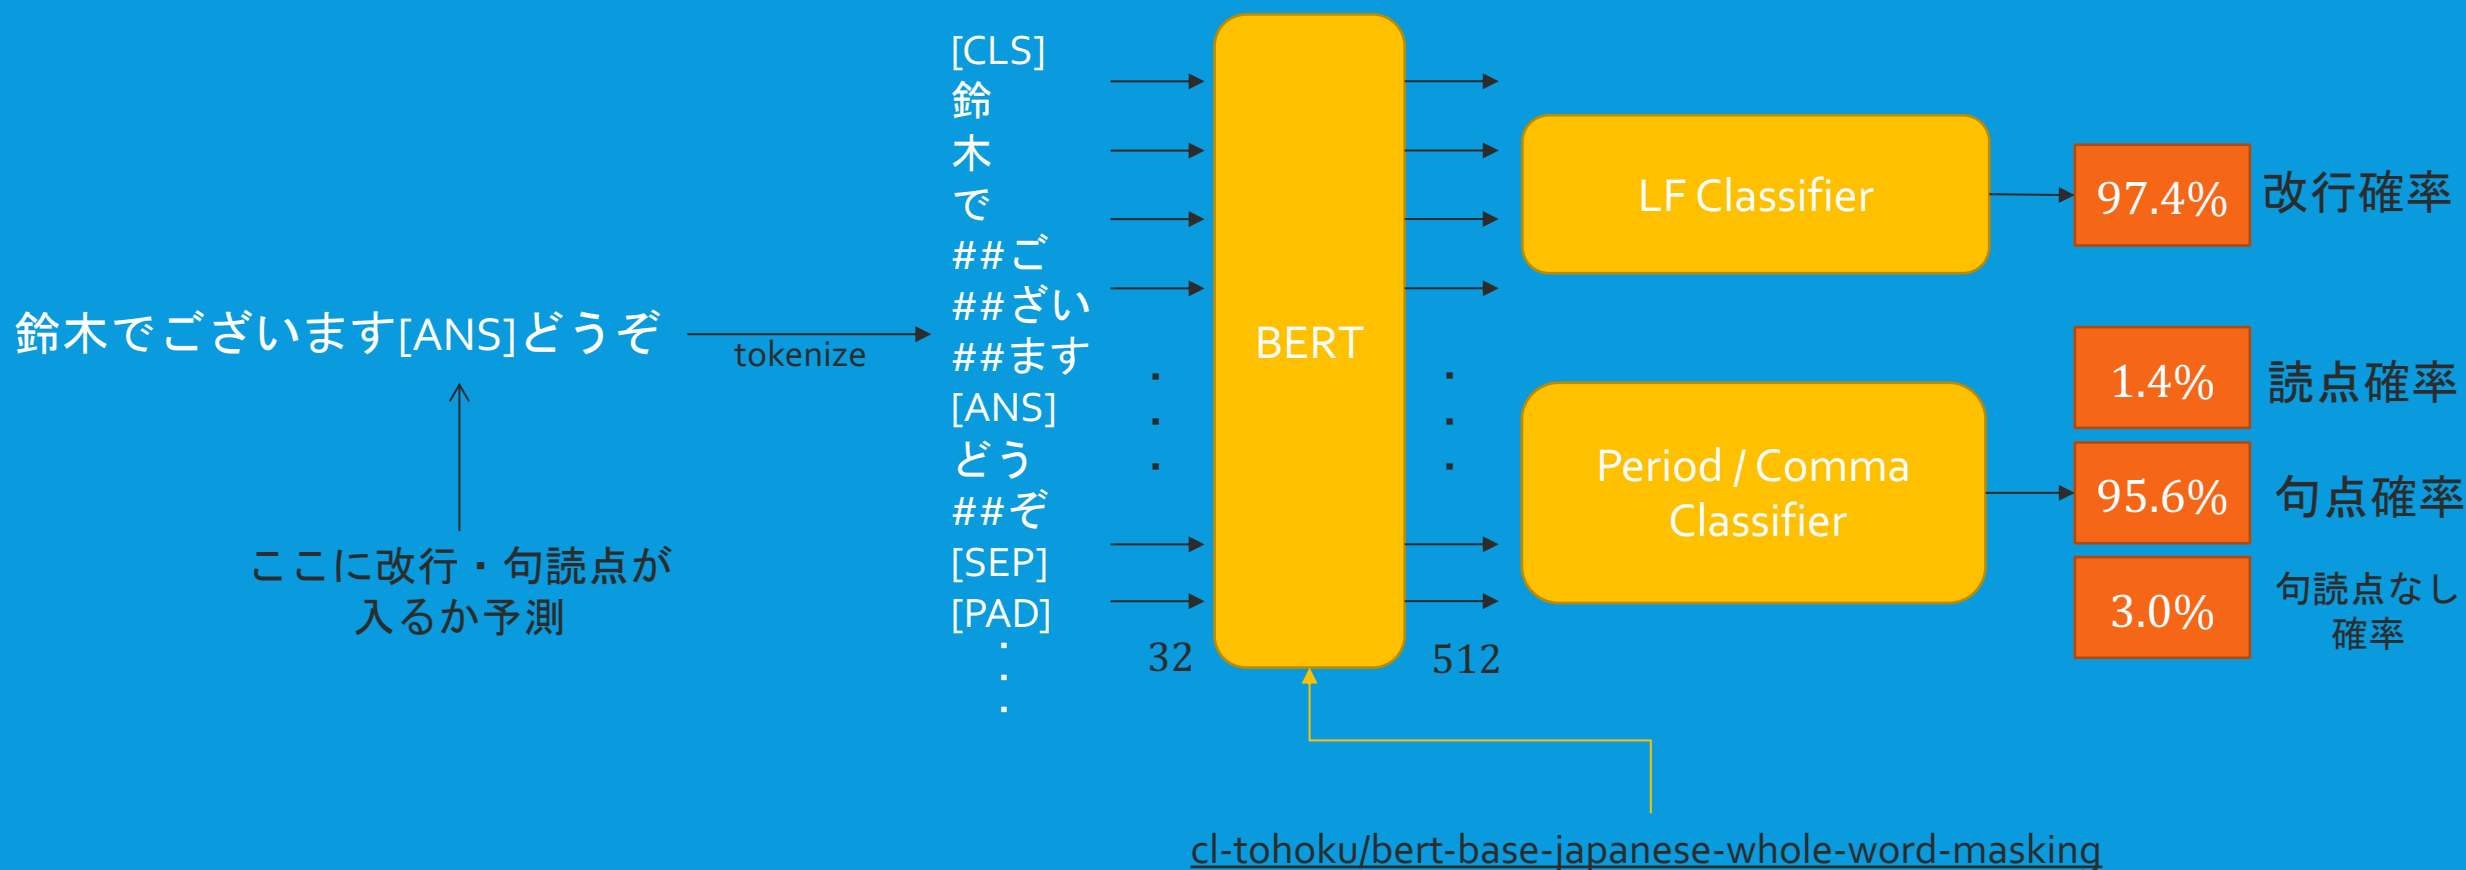 鈴木でございます[ANS]どうぞ
ここに改行・句読点が
入るか予測
tokenize
[CLS]
鈴
木
で
##ご
##ざい
##ます
[ANS]
どう
##ぞ
[SEP]
[PAD]
・
・
・
・
・
・
32
BERT
・
・
・
512
cl-tohoku/bert-base-japanese-whole-word-masking
LF Classifier
97.4% 改行確率
Period / Comma
Classifier
1.4% 読点確率
95.6% 句点確率
3.0%
句読点なし
確率